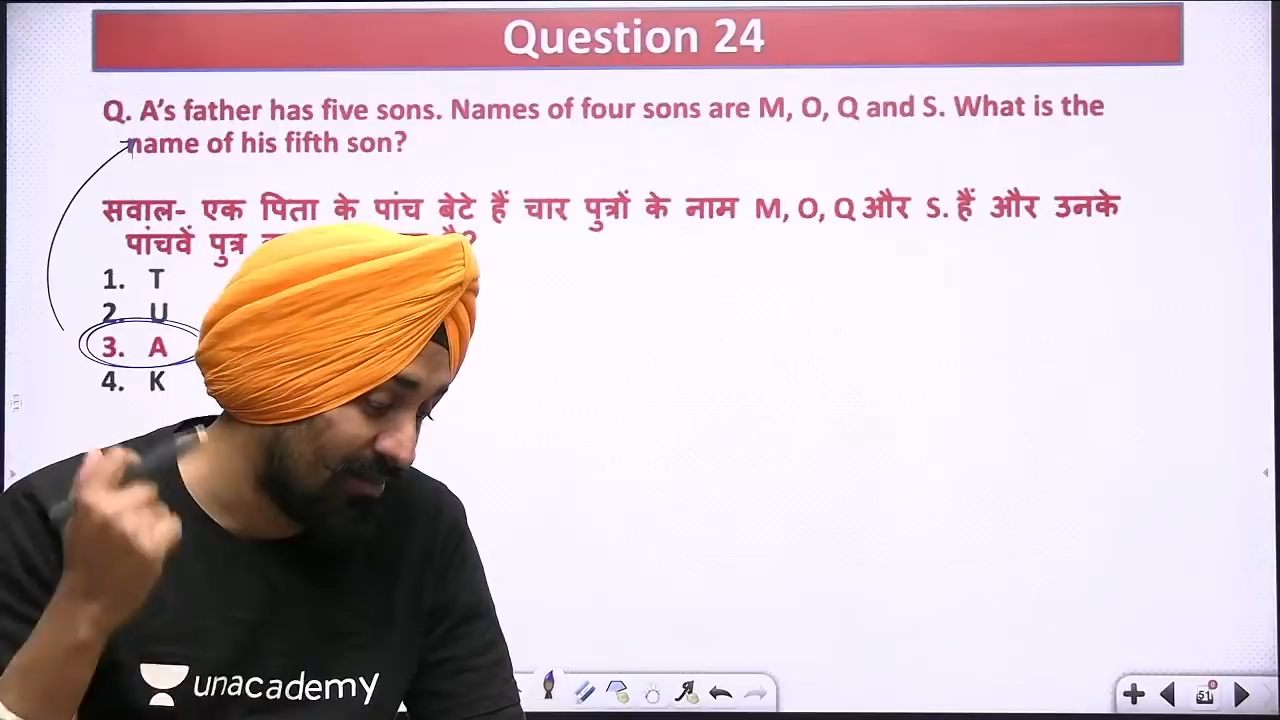 Question 24
Q. A's father has five sons. Names of four sons are M, O, Q and S. What is the
name of his fifth son?
सवाल- एक पिता के पांच बेटे हैं चार पुत्रों के नाम M, O, Q और S. हैं और उनके
पांचवें पुत्र
1. T
2. U
3. A
4. K
unacademy
51